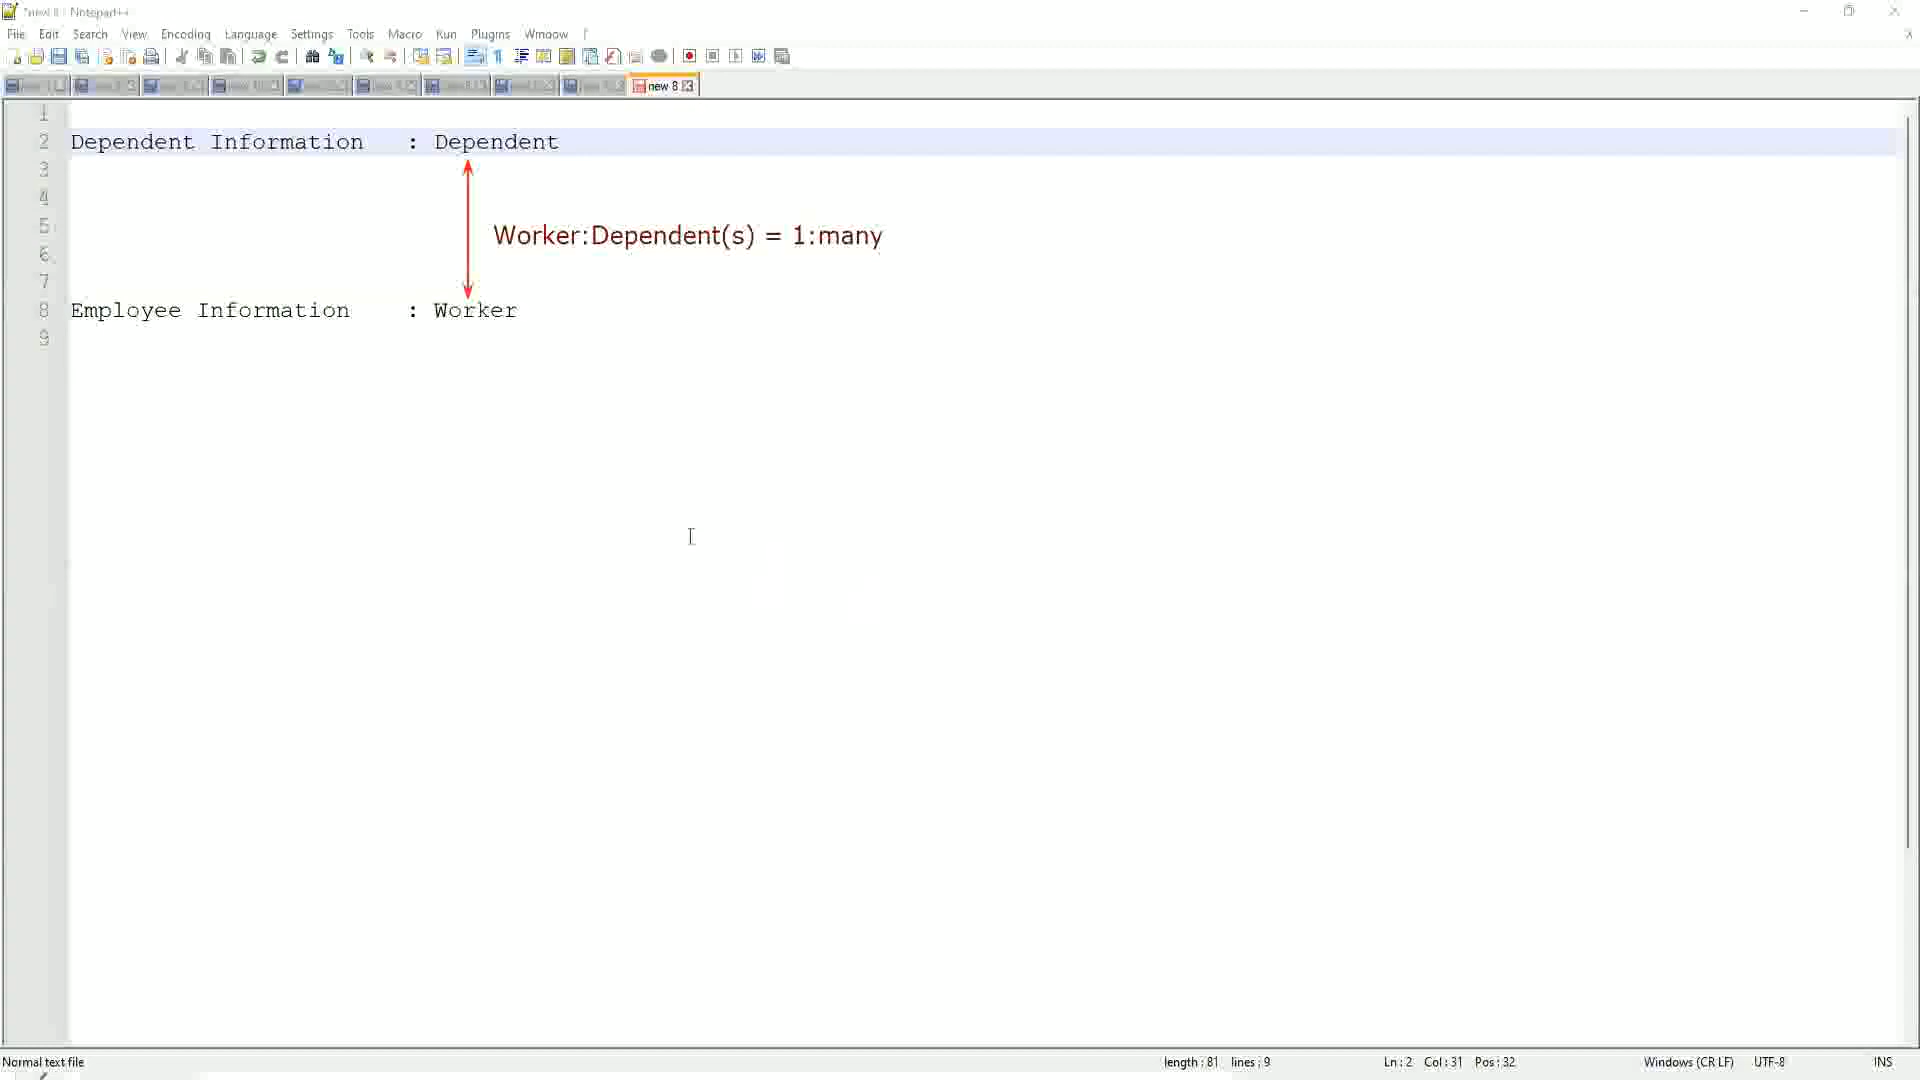 *new 8 - Notepad++
File Edit Search View Encoding Language Settings Tools Macro Run Plugins Window
new 8
1
2 Dependent Information : Dependent
3
4
5 Worker:Dependent(s) = 1:many
6
7
8 Employee Information : Worker
9
Normal text file length : 81 lines : 9 Ln : 2 Col : 31 Pos : 32 Windows (CR LF) UTF-8 INS